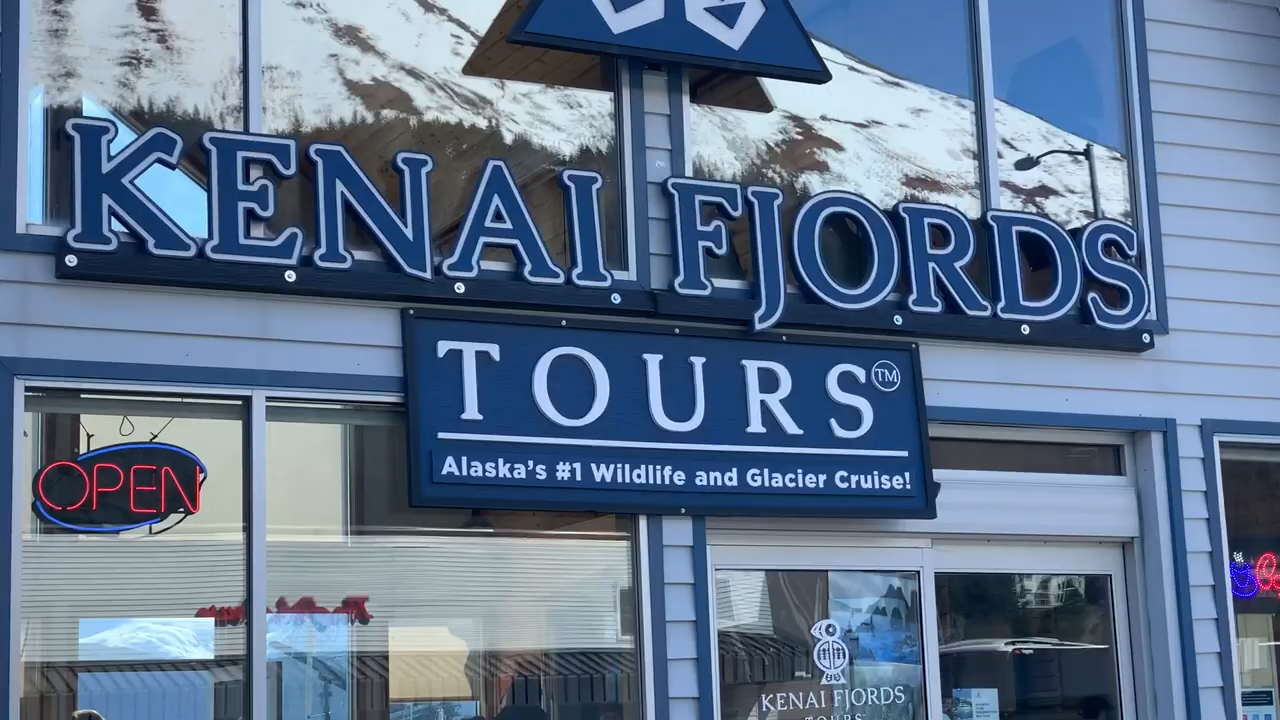 KENAI FJORDS
TOURS™
Alaska's #1 Wildlife and Glacier Cruise!
OPEN
KENAI FJORDS
TOURS